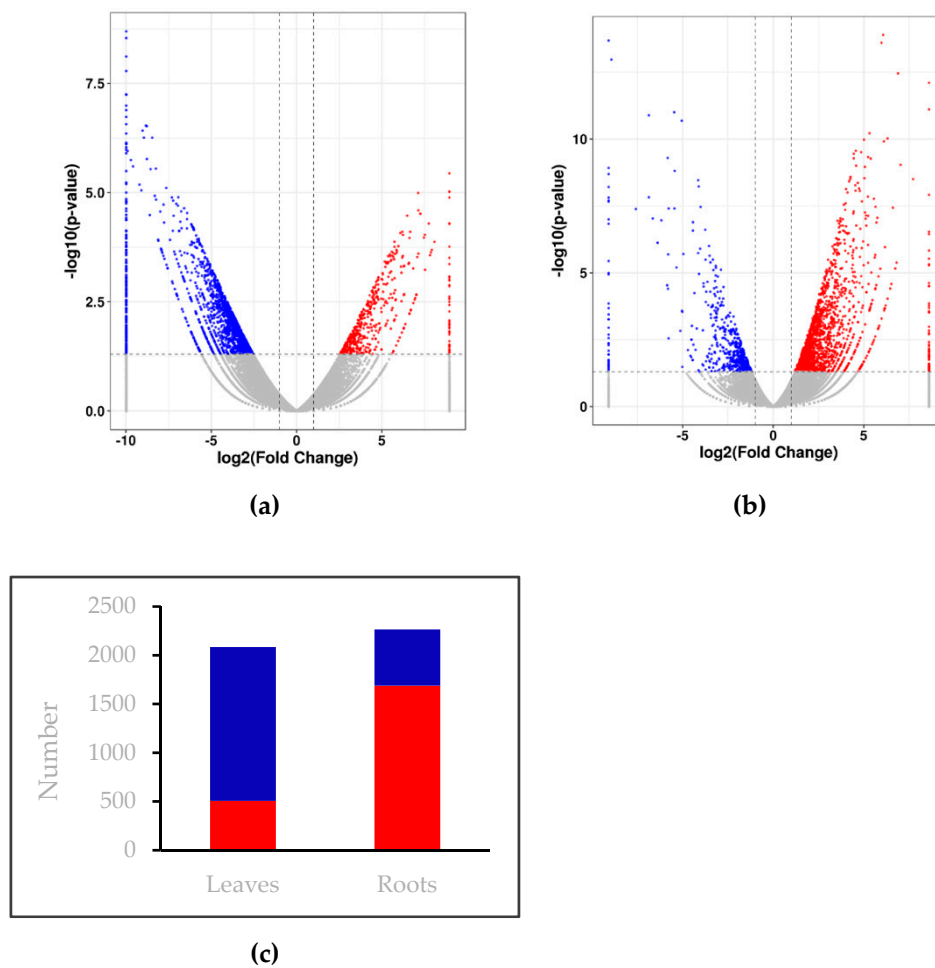 7.5
5.0
2.5
0.0
-log10(p-value)
-10
-5
0
5
log2(Fold Change)
(a)
10
5
0
-log10(p-value)
-5
0
5
log2(Fold Change)
(b)
2500
2000
1500
1000
500
0
Number
Leaves
Roots
(c)